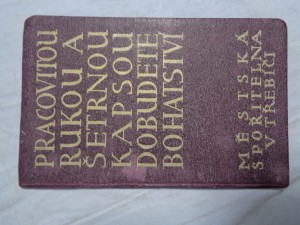 PRACOVITOU
RUKOU A
ŠETRNOU
KAPSOU
DOBUDETE
BOHATSTVÍ
MĚSTSKÁ
SPOŘITELNA
V TŘEBÍČI